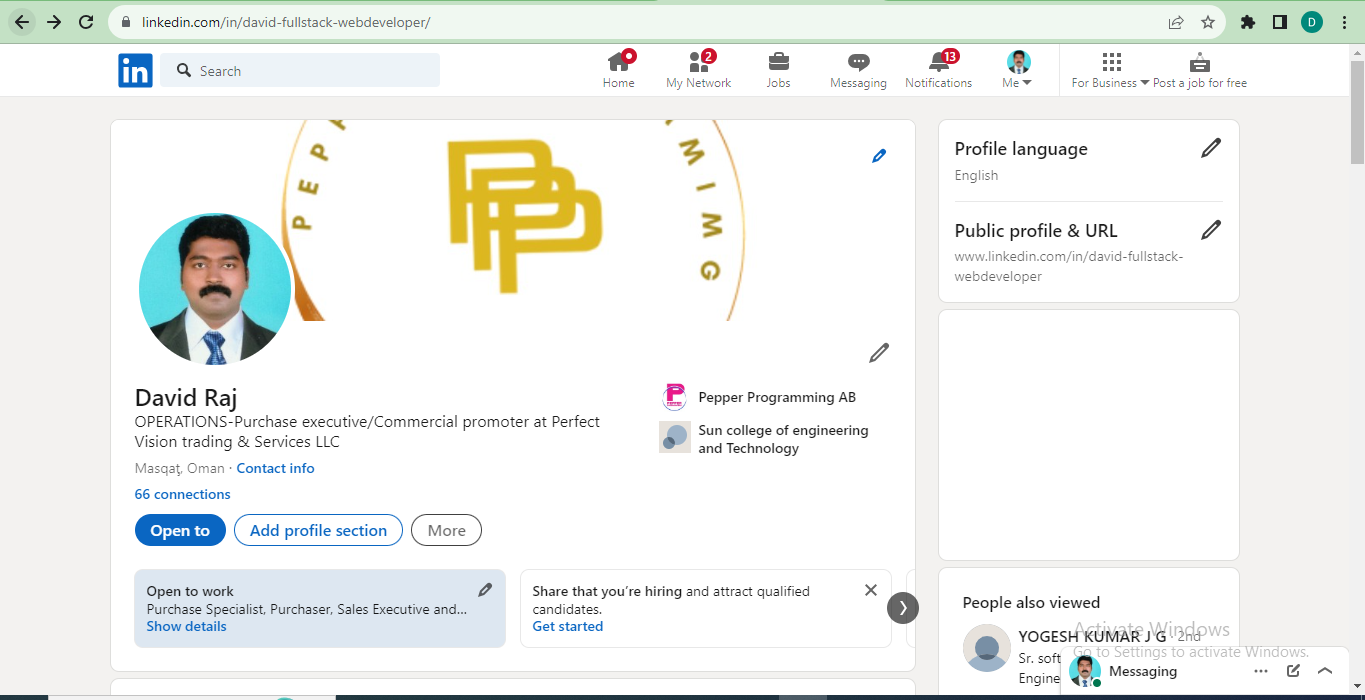 linkedin.com/in/david-fullstack-webdeveloper/
D
in
Search
Home
2
My Network
Jobs
Messaging
13
Notifications
Me
For Business
Post a job for free
PEPP
PPP
WIMG
Profile language
English
Public profile & URL
www.linkedin.com/in/david-fullstack-
webdeveloper
David Raj
OPERATIONS-Purchase executive/Commercial promoter at Perfect
Vision trading & Services LLC
Masqaţ, Oman · Contact info
66 connections
Pepper Programming AB
Sun college of engineering
and Technology
Open to
Add profile section
More
Open to work
Purchase Specialist, Purchaser, Sales Executive and...
Show details
Share that you’re hiring and attract qualified
candidates.
Get started
People also viewed
YOGESH KUMAR J G · 2nd
Sr. soft
Engine
Activate Windows
Go to Settings to activate Windows.
Messaging